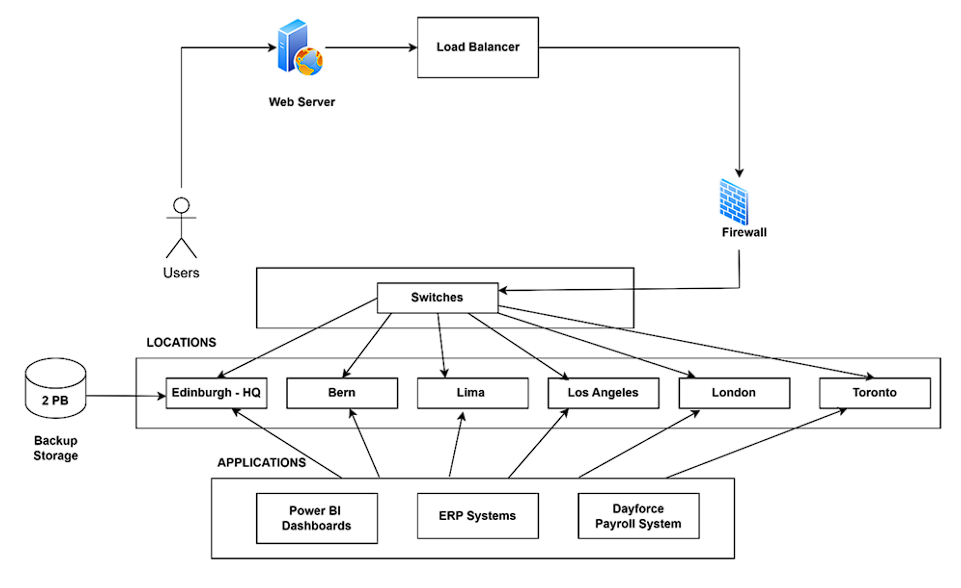 Load Balancer
Web Server
Firewall
Users
Switches
LOCATIONS
Edinburgh - HQ
Bern
Lima
Los Angeles
London
Toronto
2 PB
Backup
Storage
APPLICATIONS
Power BI
Dashboards
ERP Systems
Dayforce
Payroll System